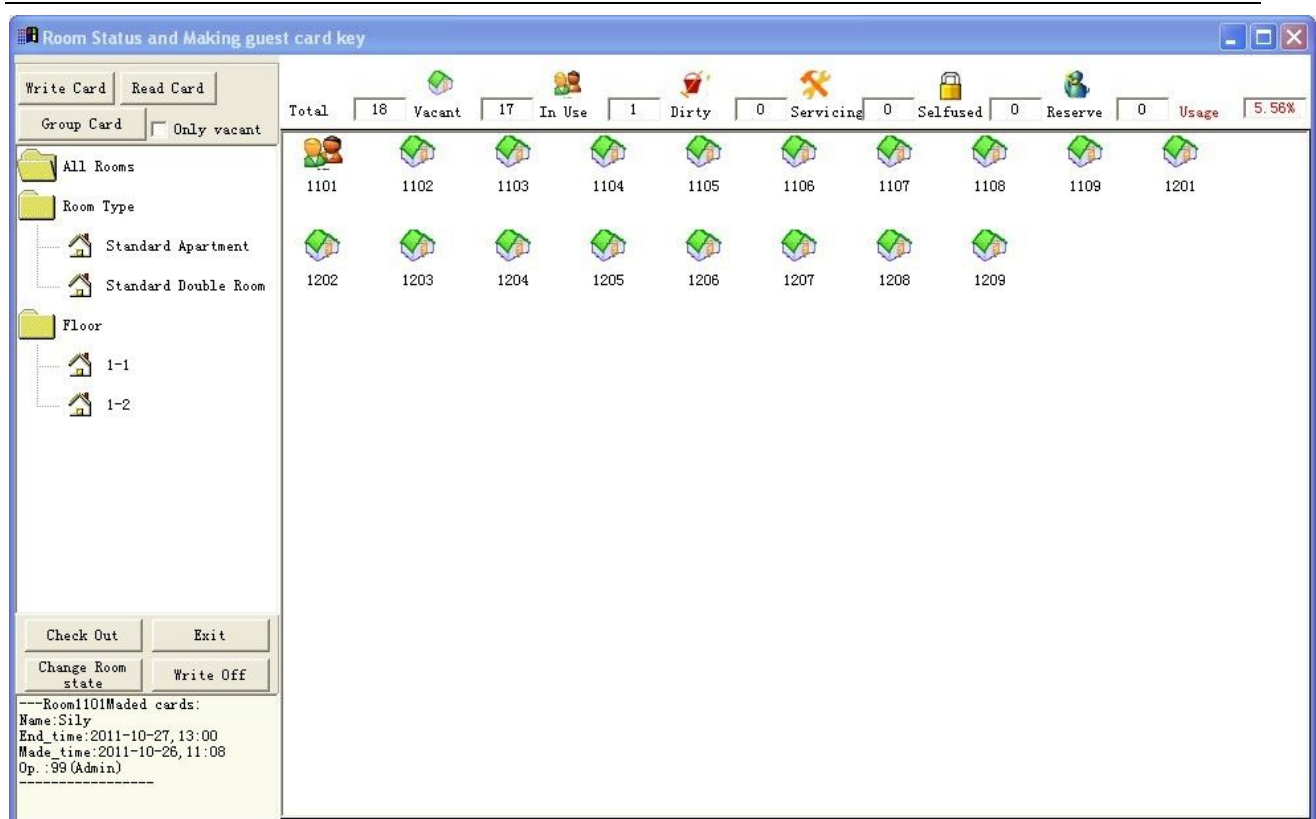 Room Status and Making guest card key
Write Card Read Card
Group Card Only vacant
Total 18 Vacant 17 In Use 1 Dirty 0 Servicing 0 Selfused 0 Reserve 0 Usage 5.56%
All Rooms
Room Type
Standard Apartment
Standard Double Room
Floor
1-1
1-2
1101 1102 1103 1104 1105 1106 1107 1108 1109 1201
1202 1203 1204 1205 1206 1207 1208 1209
Check Out Exit
Change Room state Write Off
---Room1101Maded cards:
Name:Sily
End_time:2011-10-27,13:00
Made_time:2011-10-26,11:08
Op.:99(Admin)
-----------------